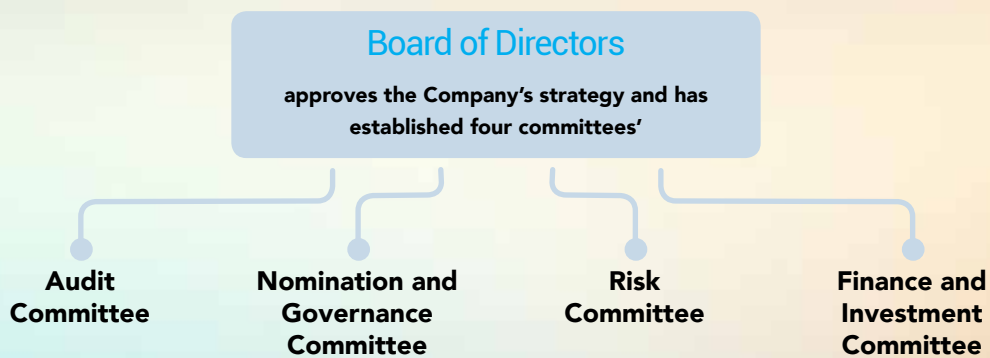 Board of Directors
approves the Company’s strategy and has
established four committees’
Audit
Committee
Nomination and
Governance
Committee
Risk
Committee
Finance and
Investment
Committee